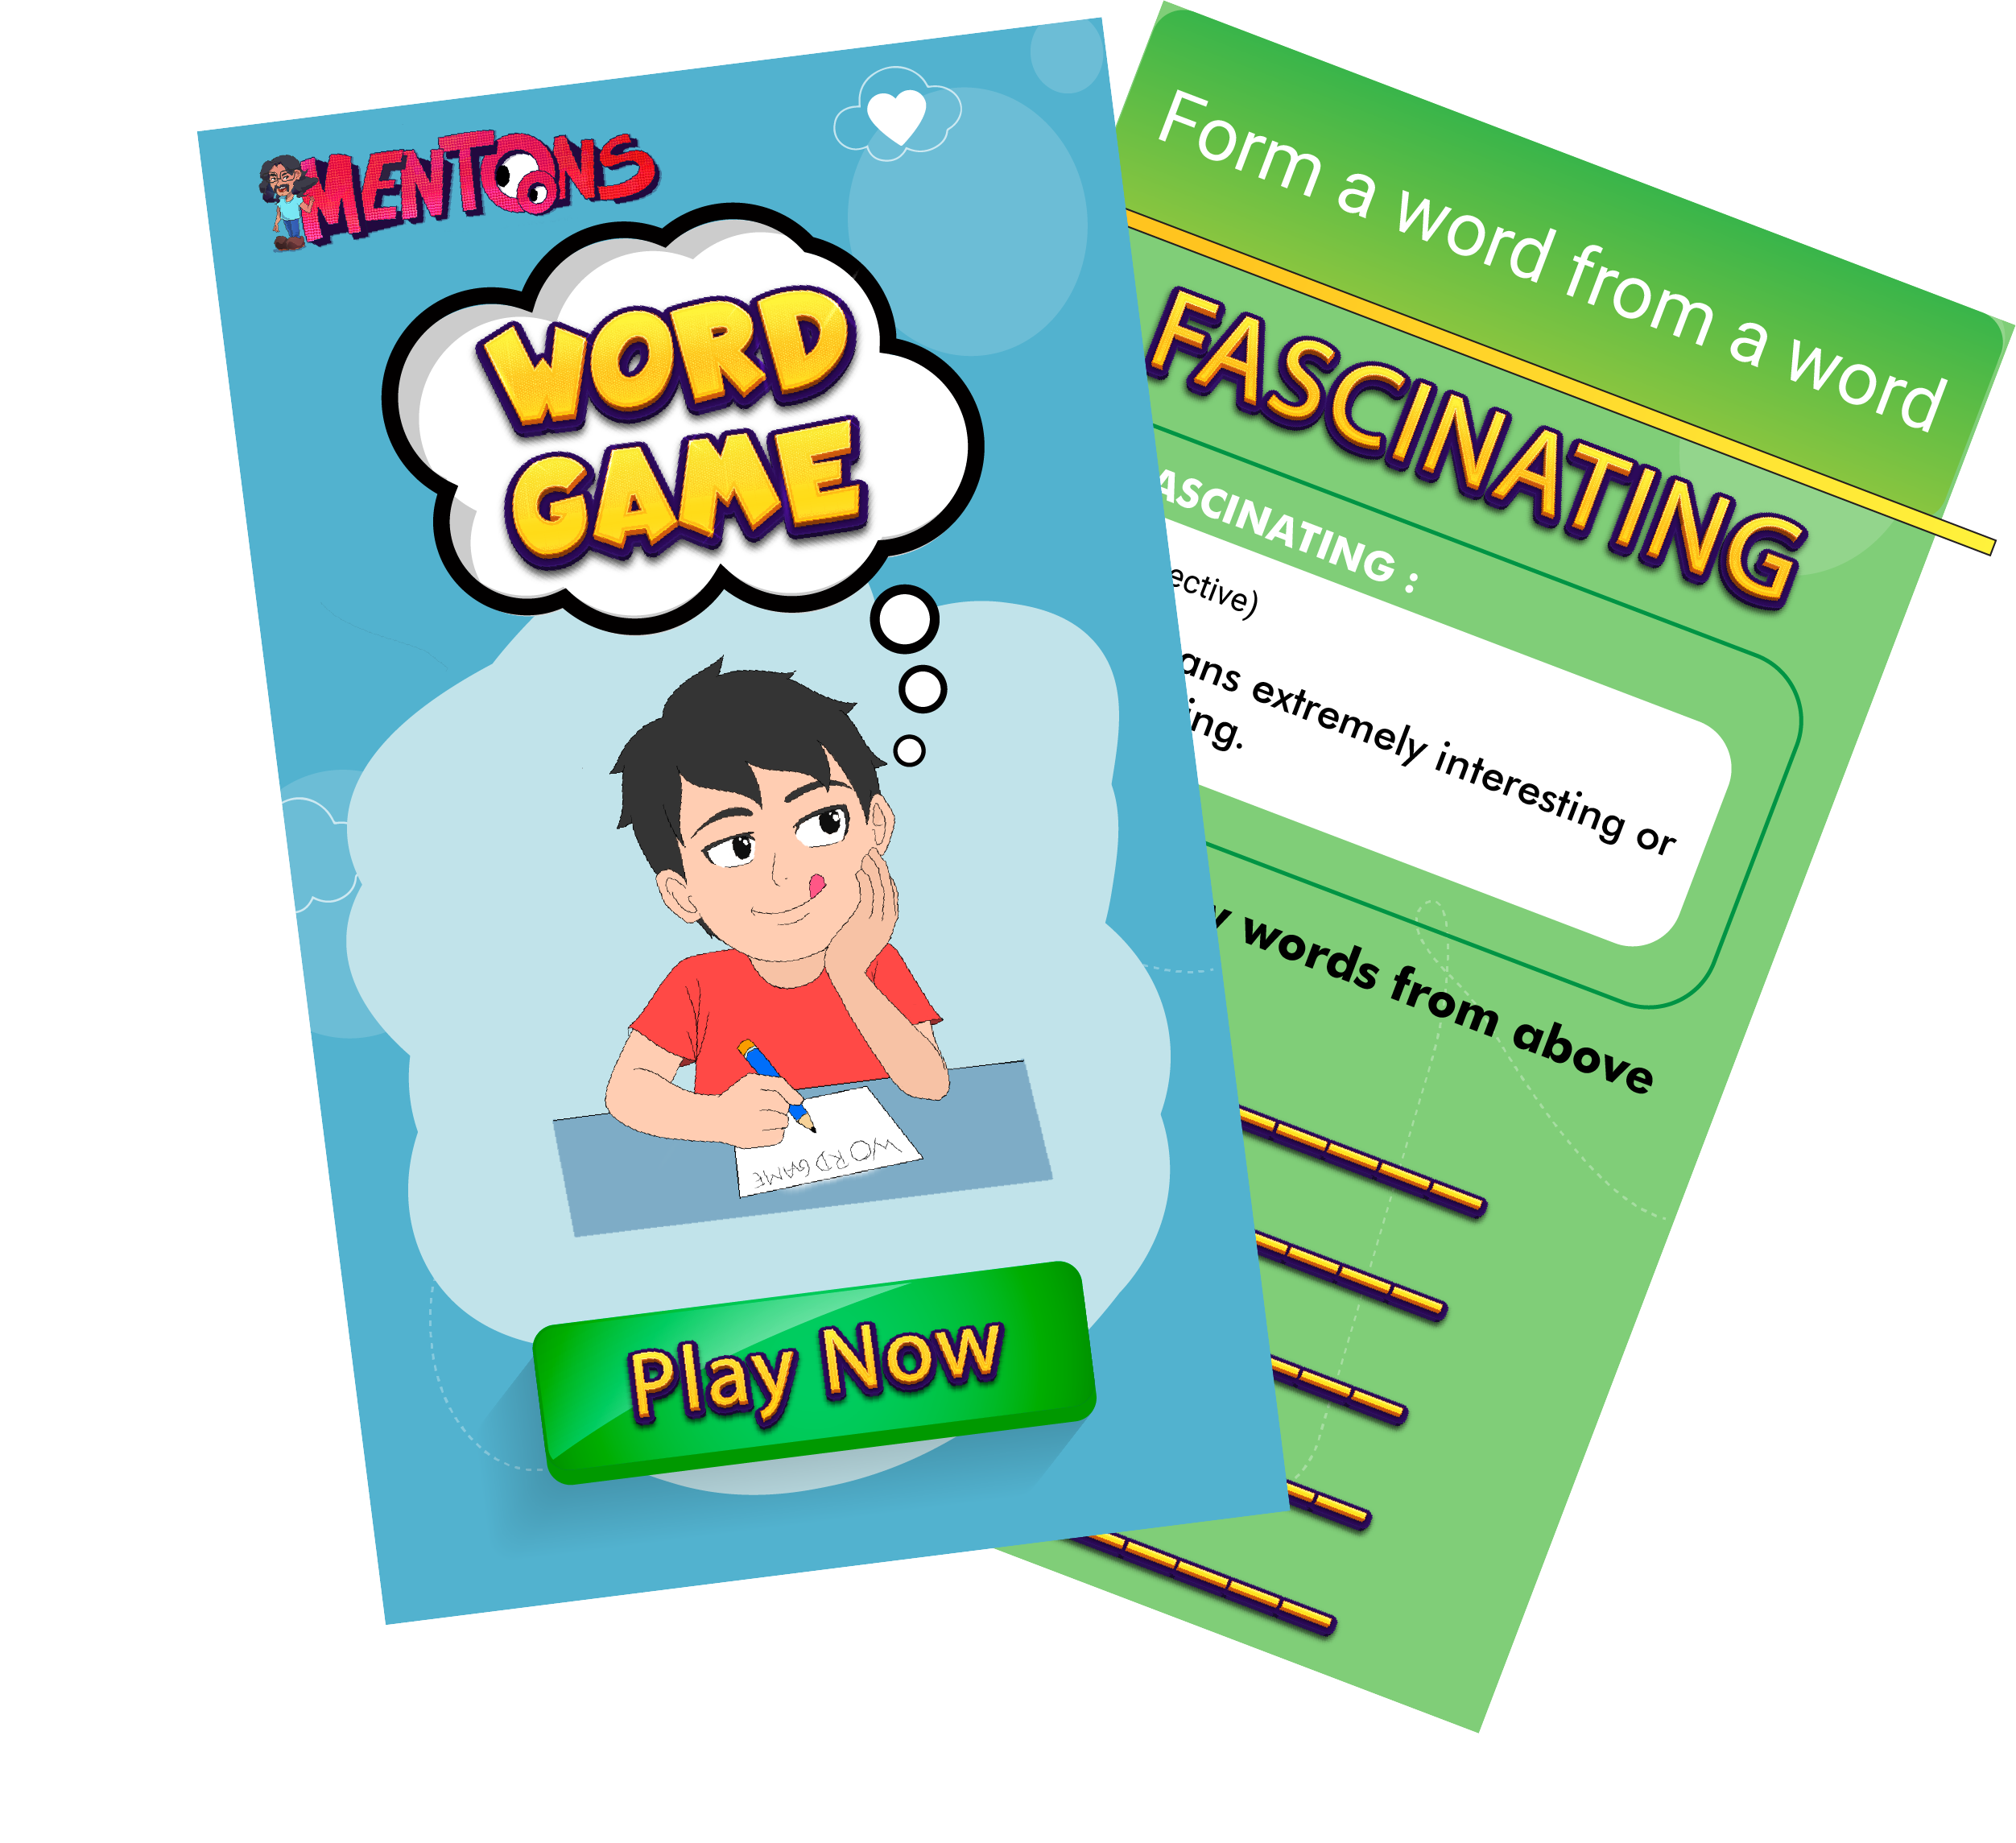 MENTOONS
WORD
GAME
WORD GAME
Play Now
Form a word from a word
FASCINATING
ASCINATING :
ective)
ans extremely interesting or
ing.
y words from above